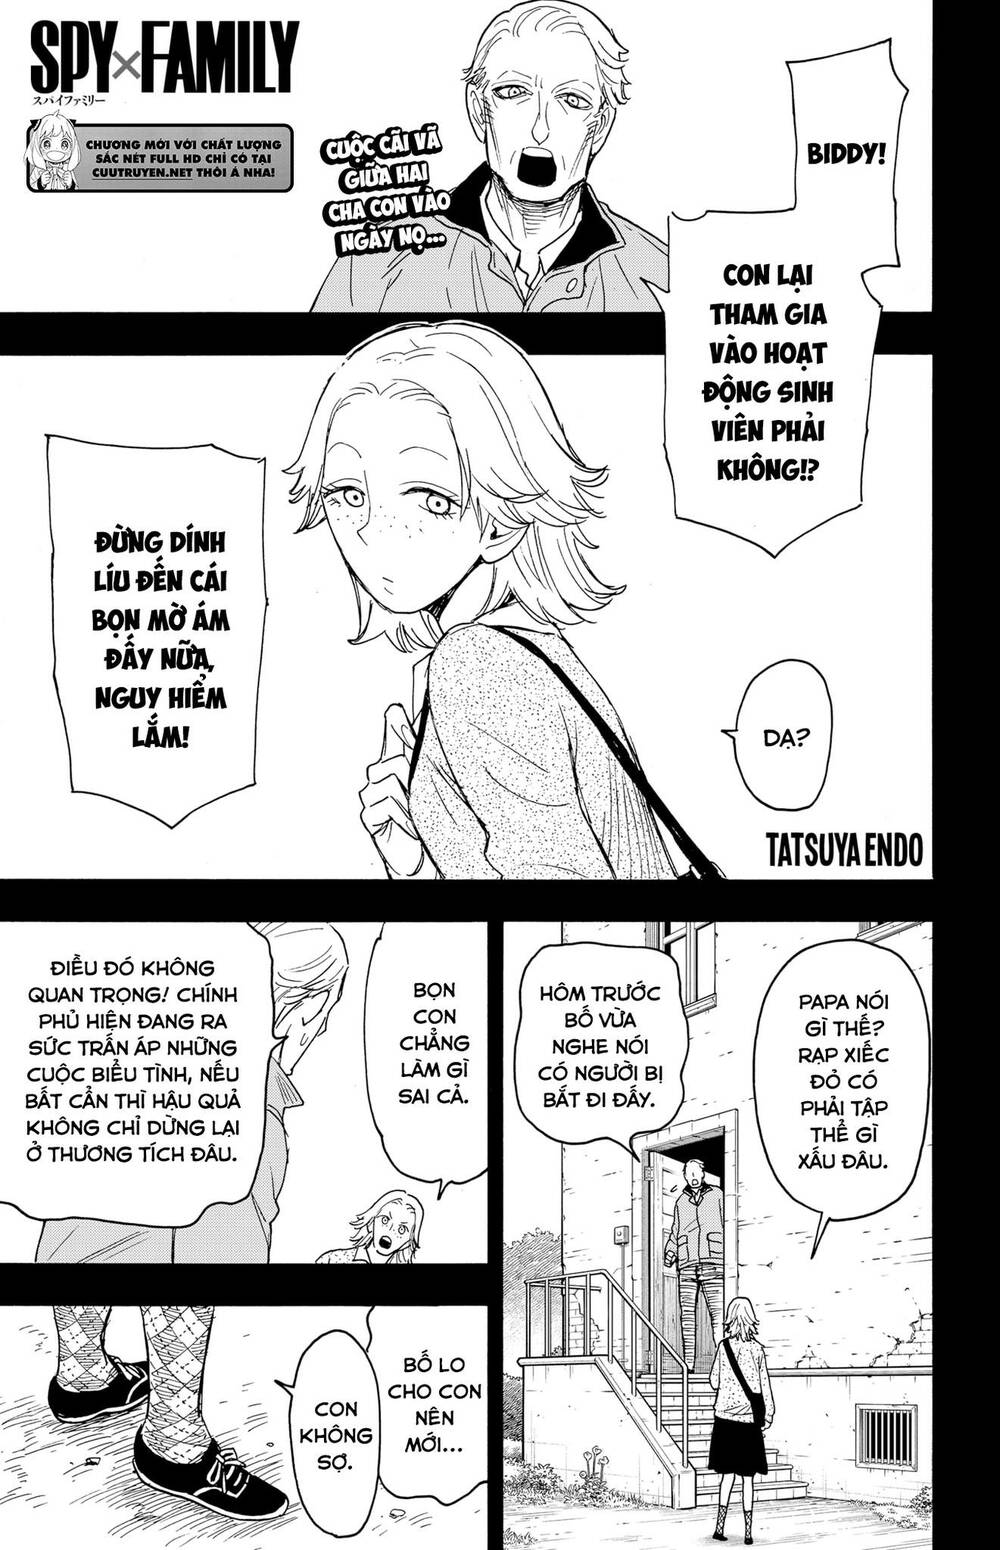 SPY×FAMILY
スパイファミリー
CHƯƠNG MỚI VỚI CHẤT LƯỢNG
SẮC NÉT FULL HD CHỈ CÓ TẠI
CUUTRUYEN.NET THÔI Á NHA!
CUỘC CÃI VÃ
GIỮA HAI
CHA CON VÀO
NGÀY NỌ...
BIDDY!
CON LẠI
THAM GIA
VÀO HOẠT
ĐỘNG SINH
VIÊN PHẢI
KHÔNG!?
ĐỪNG DÍNH
LÍU ĐẾN CÁI
BỌN MỜ ÁM
ĐẤY NỮA,
NGUY HIỂM
LẮM!
DẠ?
TATSUYA ENDO
PAPA NÓI
GÌ THẾ?
RẠP XIẾC
ĐỎ CÓ
PHẢI TẬP
THỂ GÌ
XẤU ĐÂU.
HÔM TRƯỚC
BỐ VỪA
NGHE NÓI
CÓ NGƯỜI BỊ
BẮT ĐI ĐẤY.
BỌN
CON
CHẲNG
LÀM GÌ
SAI CẢ.
ĐIỀU ĐÓ KHÔNG
QUAN TRỌNG! CHÍNH
PHỦ HIỆN ĐANG RA
SỨC TRẤN ÁP NHỮNG
CUỘC BIỂU TÌNH, NẾU
BẤT CẨN THÌ HẬU QUẢ
KHÔNG CHỈ DỪNG LẠI
Ở THƯƠNG TÍCH ĐÂU.
BỐ LO
CHO CON
NÊN
MỚI...
CON
KHÔNG
SỢ.